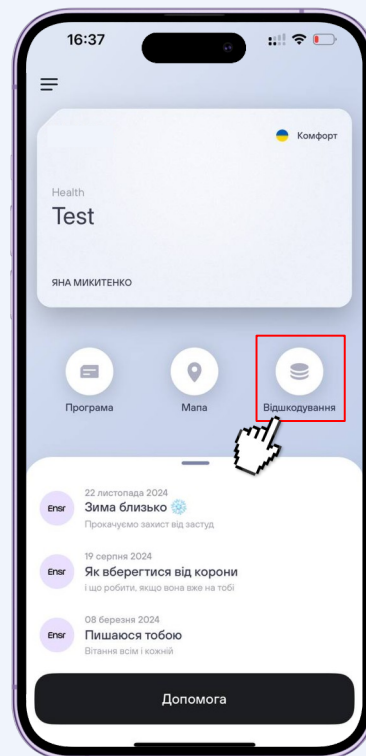 16:37
Комфорт
Health
Test
ЯНА МИКИТЕНКО
Програма
Мапа
Відшкодування
22 листопада 2024
Ensr
Зима близько
Прокачуємо захист від застуд
19 серпня 2024
Ensr
Як вберегтися від корони
і що робити, якщо вона вже на тобі
08 березня 2024
Ensr
Пишаюся тобою
Вітання всім і кожній
Допомога